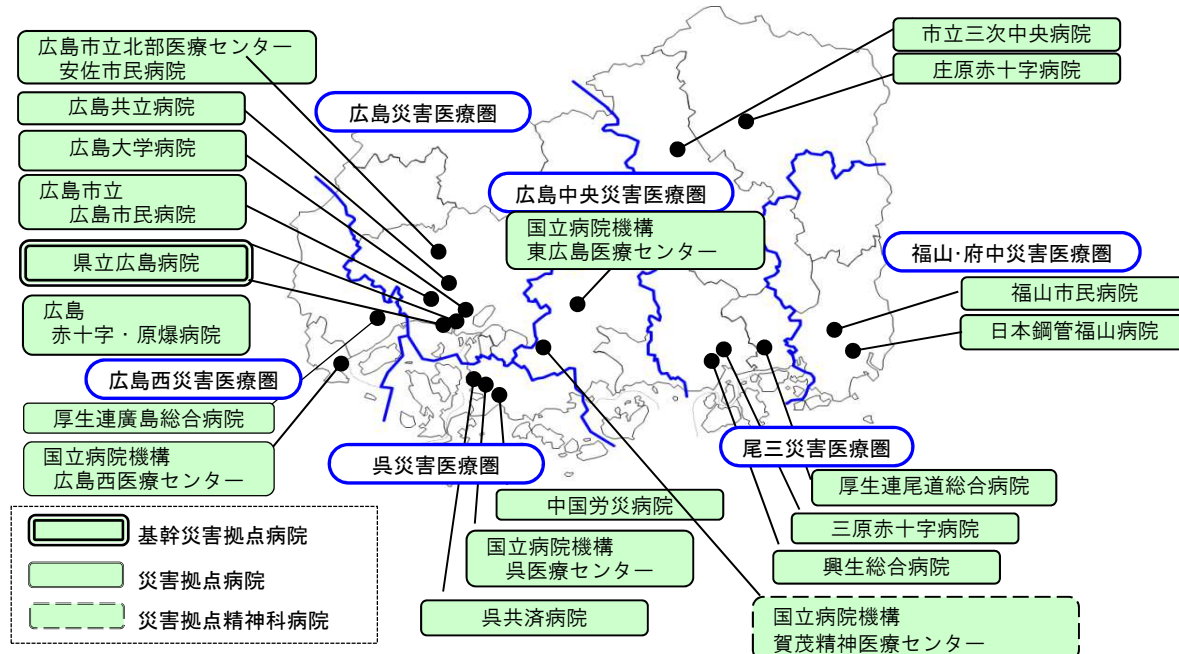 広島市立北部医療センター
安佐市民病院
広島共立病院
広島大学病院
広島市立
広島市民病院
県立広島病院
広島
赤十字・原爆病院
広島西災害医療圏
厚生連廣島総合病院
国立病院機構
広島西医療センター
広島災害医療圏
市立三次中央病院
庄原赤十字病院
広島中央災害医療圏
国立病院機構
東広島医療センター
福山・府中災害医療圏
福山市民病院
日本鋼管福山病院
呉災害医療圏
中国労災病院
国立病院機構
呉医療センター
呉共済病院
尾三災害医療圏
厚生連尾道総合病院
三原赤十字病院
興生総合病院
国立病院機構
賀茂精神医療センター
基幹災害拠点病院
災害拠点病院
災害拠点精神科病院